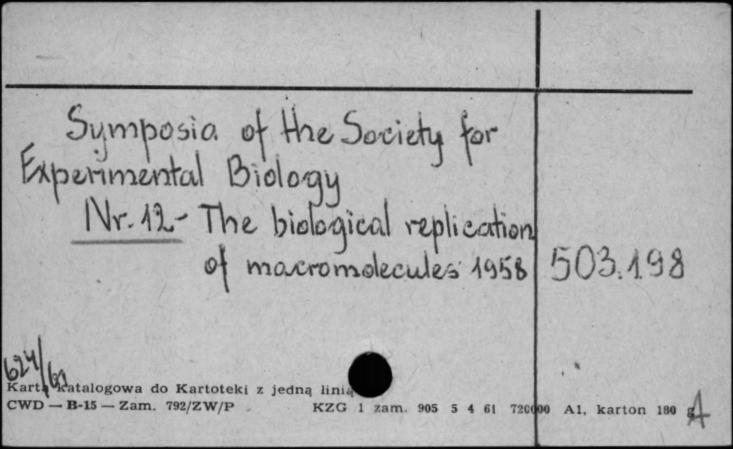 Symposia of the Society for
Experimental Biology
Nr. 12 - The biological replication
of macromolecules 1958 503.198
624/61
Karta katalogowa do Kartoteki z jedną linią
CWD — B-15 — Zam. 792/ZW/P KZG 1 zam. 905 5 4 61 720000 A1, karton 180 g
A